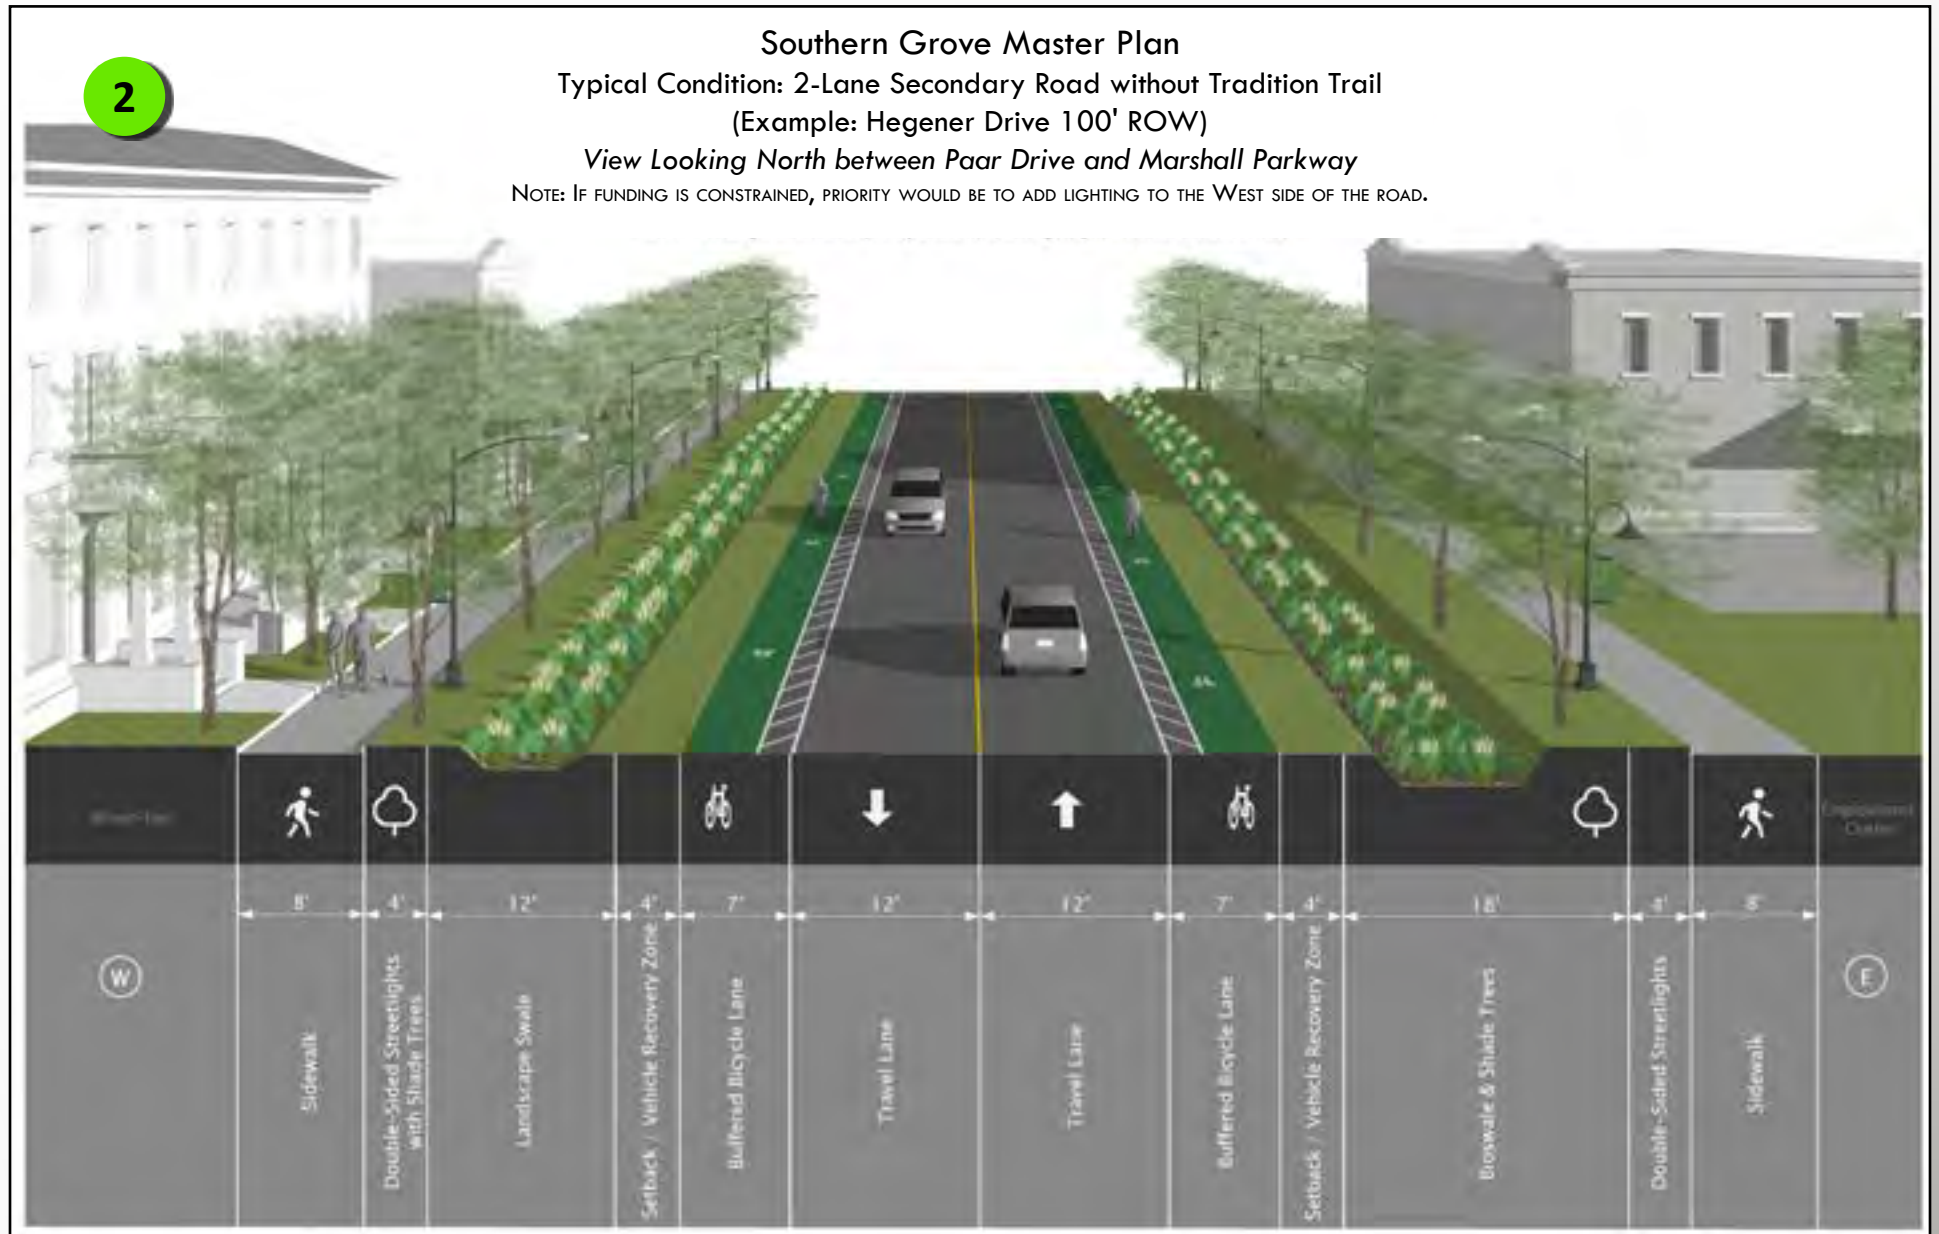 2
Southern Grove Master Plan
Typical Condition: 2-Lane Secondary Road without Tradition Trail
(Example: Hegener Drive 100' ROW)
View Looking North between Paar Drive and Marshall Parkway
NOTE: IF FUNDING IS CONSTRAINED, PRIORITY WOULD BE TO ADD LIGHTING TO THE WEST SIDE OF THE ROAD.
Employment
Center
8'
4'
12'
4'
7'
12'
12'
7'
4'
18'
4'
8'
W
Sidewalk
Double-Sided Streetlights
with Shade Trees
Landscape Swale
Setback / Vehicle Recovery Zone
Buffered Bicycle Lane
Travel Lane
Travel Lane
Buffered Bicycle Lane
Setback / Vehicle Recovery Zone
Bioswale & Shade Trees
Double-Sided Streetlights
Sidewalk
E